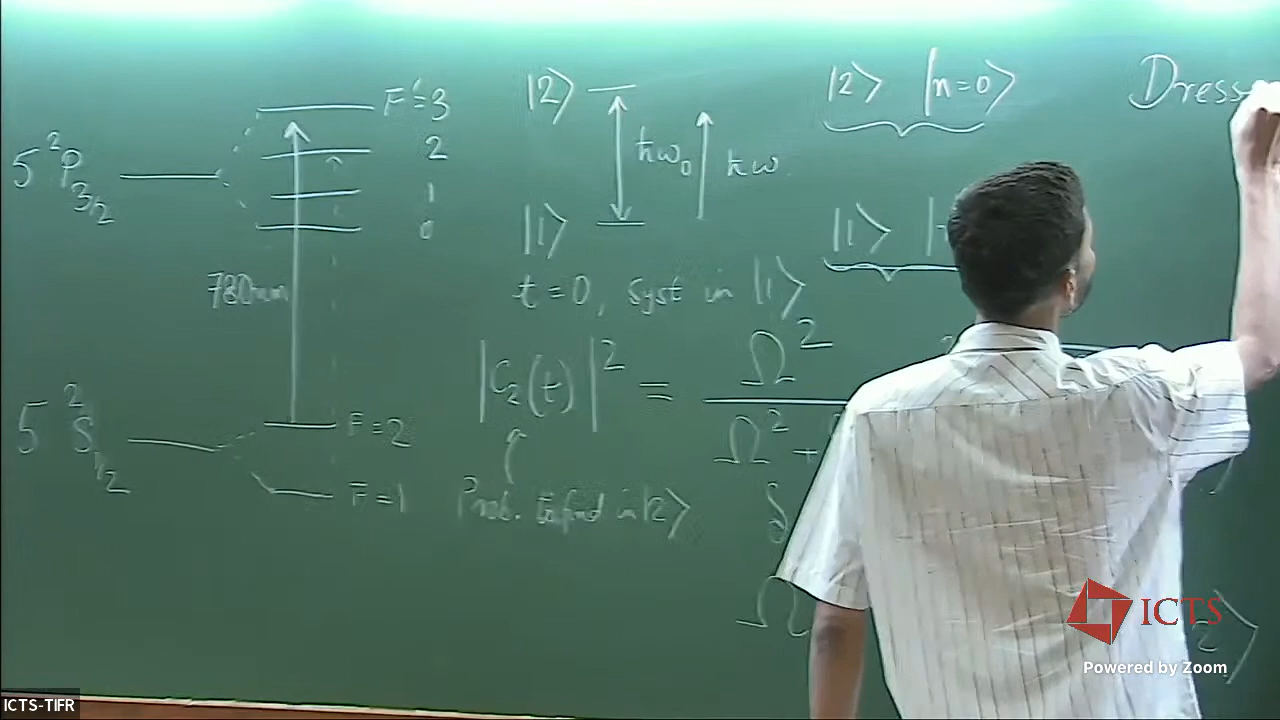 5 ²P₃/₂
F'=3
2
1
0
780nm
5 ²S₁/₂
F=2
F=1
|2⟩
ħω₀
ħω.
|1⟩
t=0, syst in |1⟩
|C₂(t)|² = Ω²
Ω² +
Prob. to find in |2⟩
δ
Ω
|2⟩ |n=0⟩
|1⟩ |
Dress
2⟩
ICTS
Powered by Zoom
ICTS-TIFR